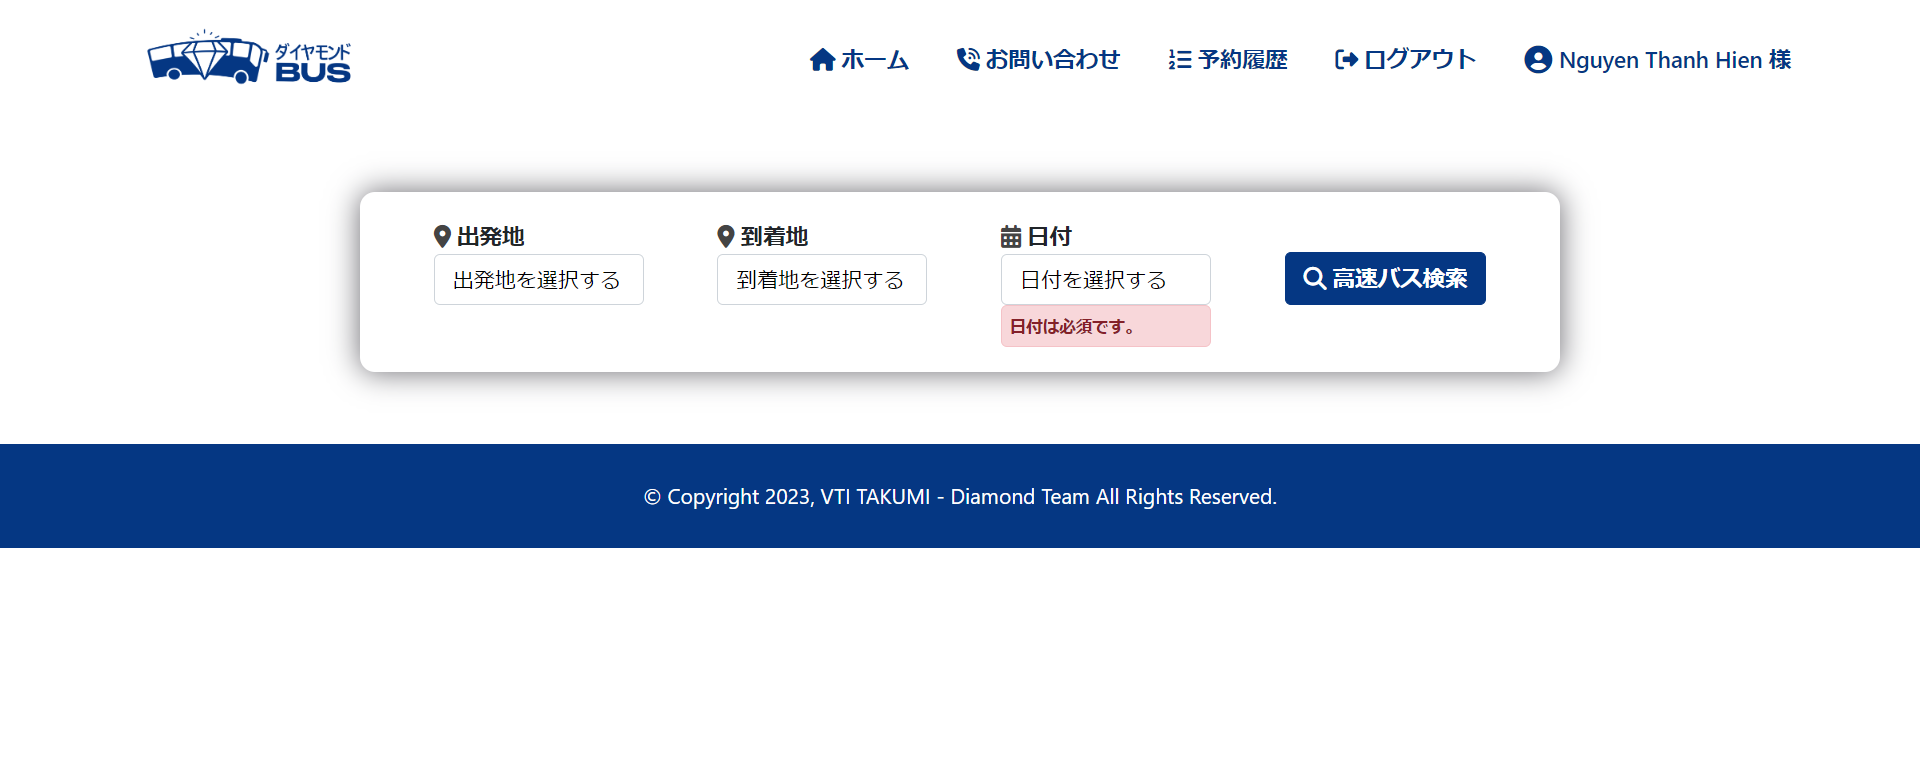 ダイヤモンド
BUS
ホーム
お問い合わせ
予約履歴
ログアウト
Nguyen Thanh Hien 様
出発地
出発地を選択する
到着地
到着地を選択する
日付
日付を選択する
日付は必須です。
高速バス検索
© Copyright 2023, VTI TAKUMI - Diamond Team All Rights Reserved.